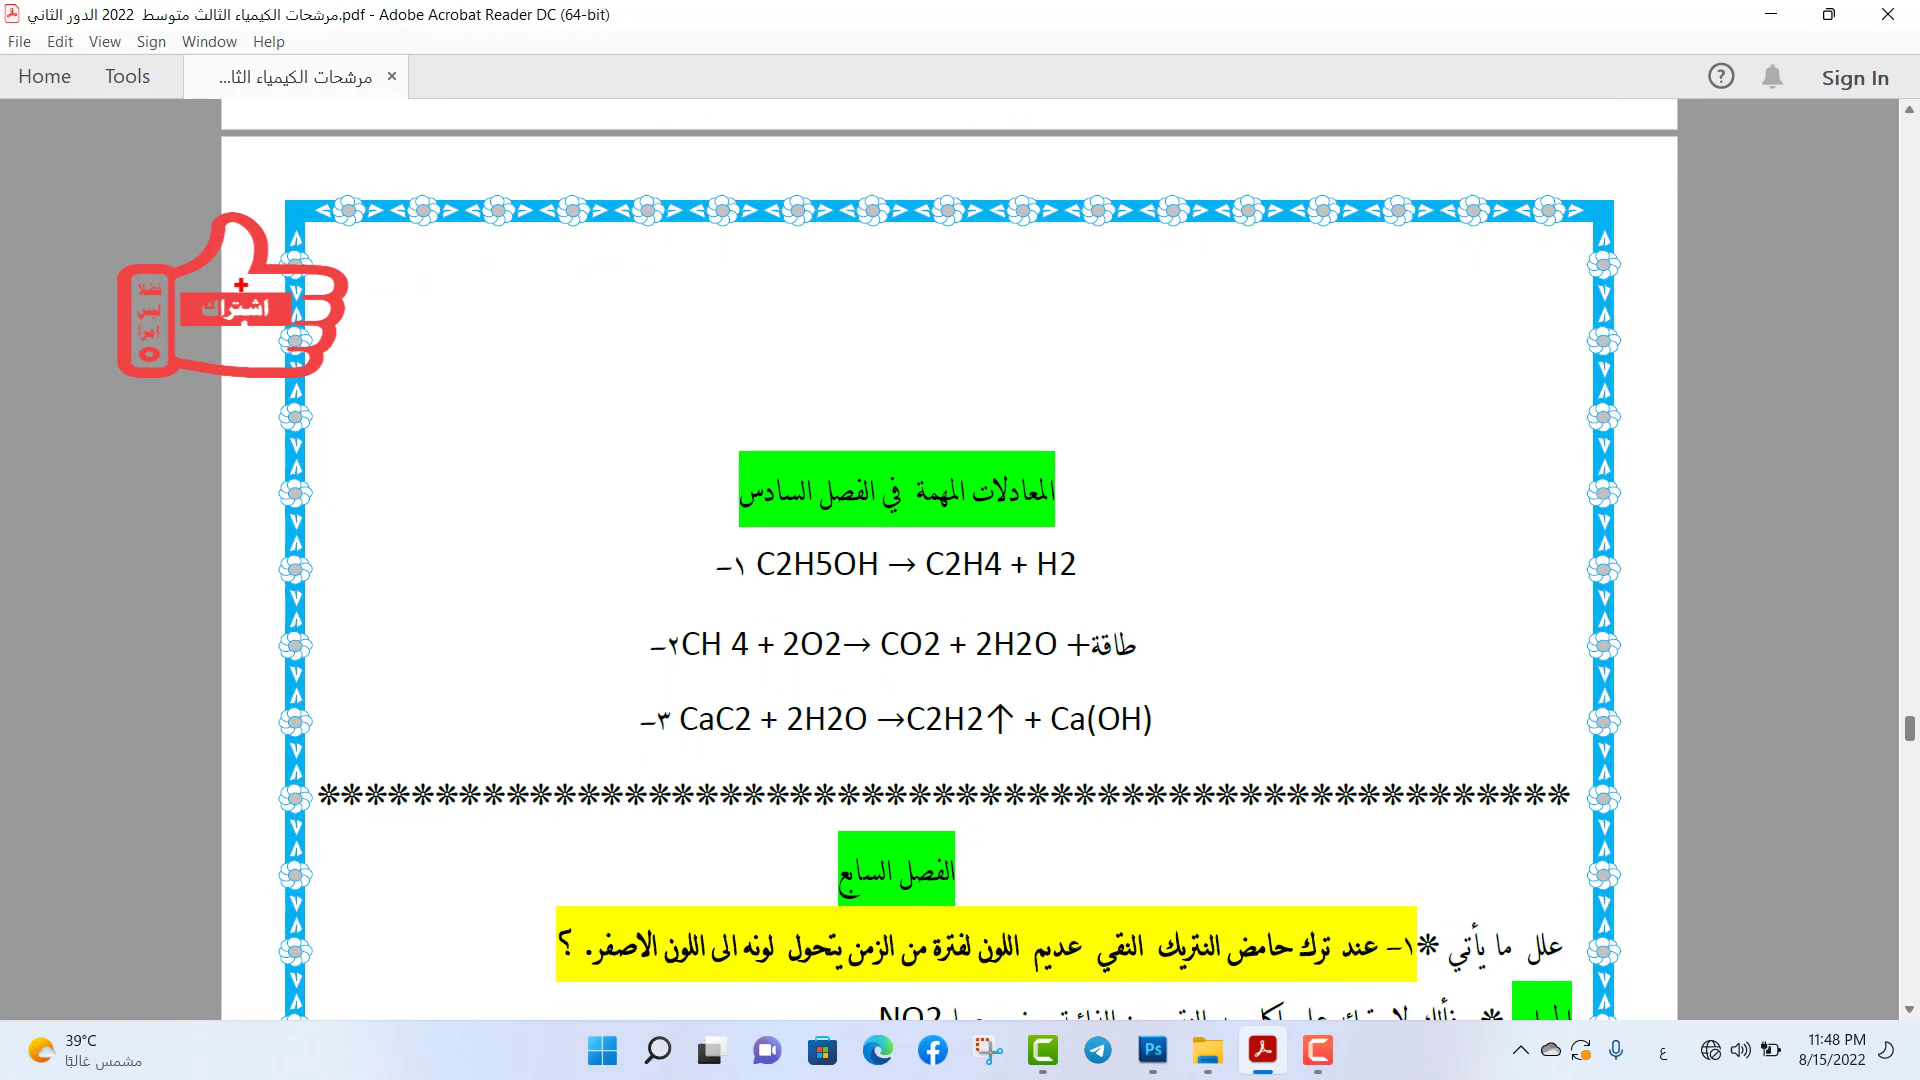 مرشحات الكيمياء الثالث متوسط 2022 الدور الثاني.pdf - Adobe Acrobat Reader DC (64-bit)
File Edit View Sign Window Help
Home Tools مرشحات الكيمياء الثا... × Sign In
اشتراك
المعادلات المهمة في الفصل السادس
١- C2H5OH → C2H4 + H2
٢- CH 4 + 2O2→ CO2 + 2H2O +طاقة
٣- CaC2 + 2H2O →C2H2↑ + Ca(OH)
*****************************************************
الفصل السابع
علل ما يأتي *١- عند ترك حامض النتريك النقي عديم اللون لفترة من الزمن يتحول لونه الى اللون الاصفر. ؟
NO2
39°C
مشمس غالبًا
ع
11:48 PM
8/15/2022